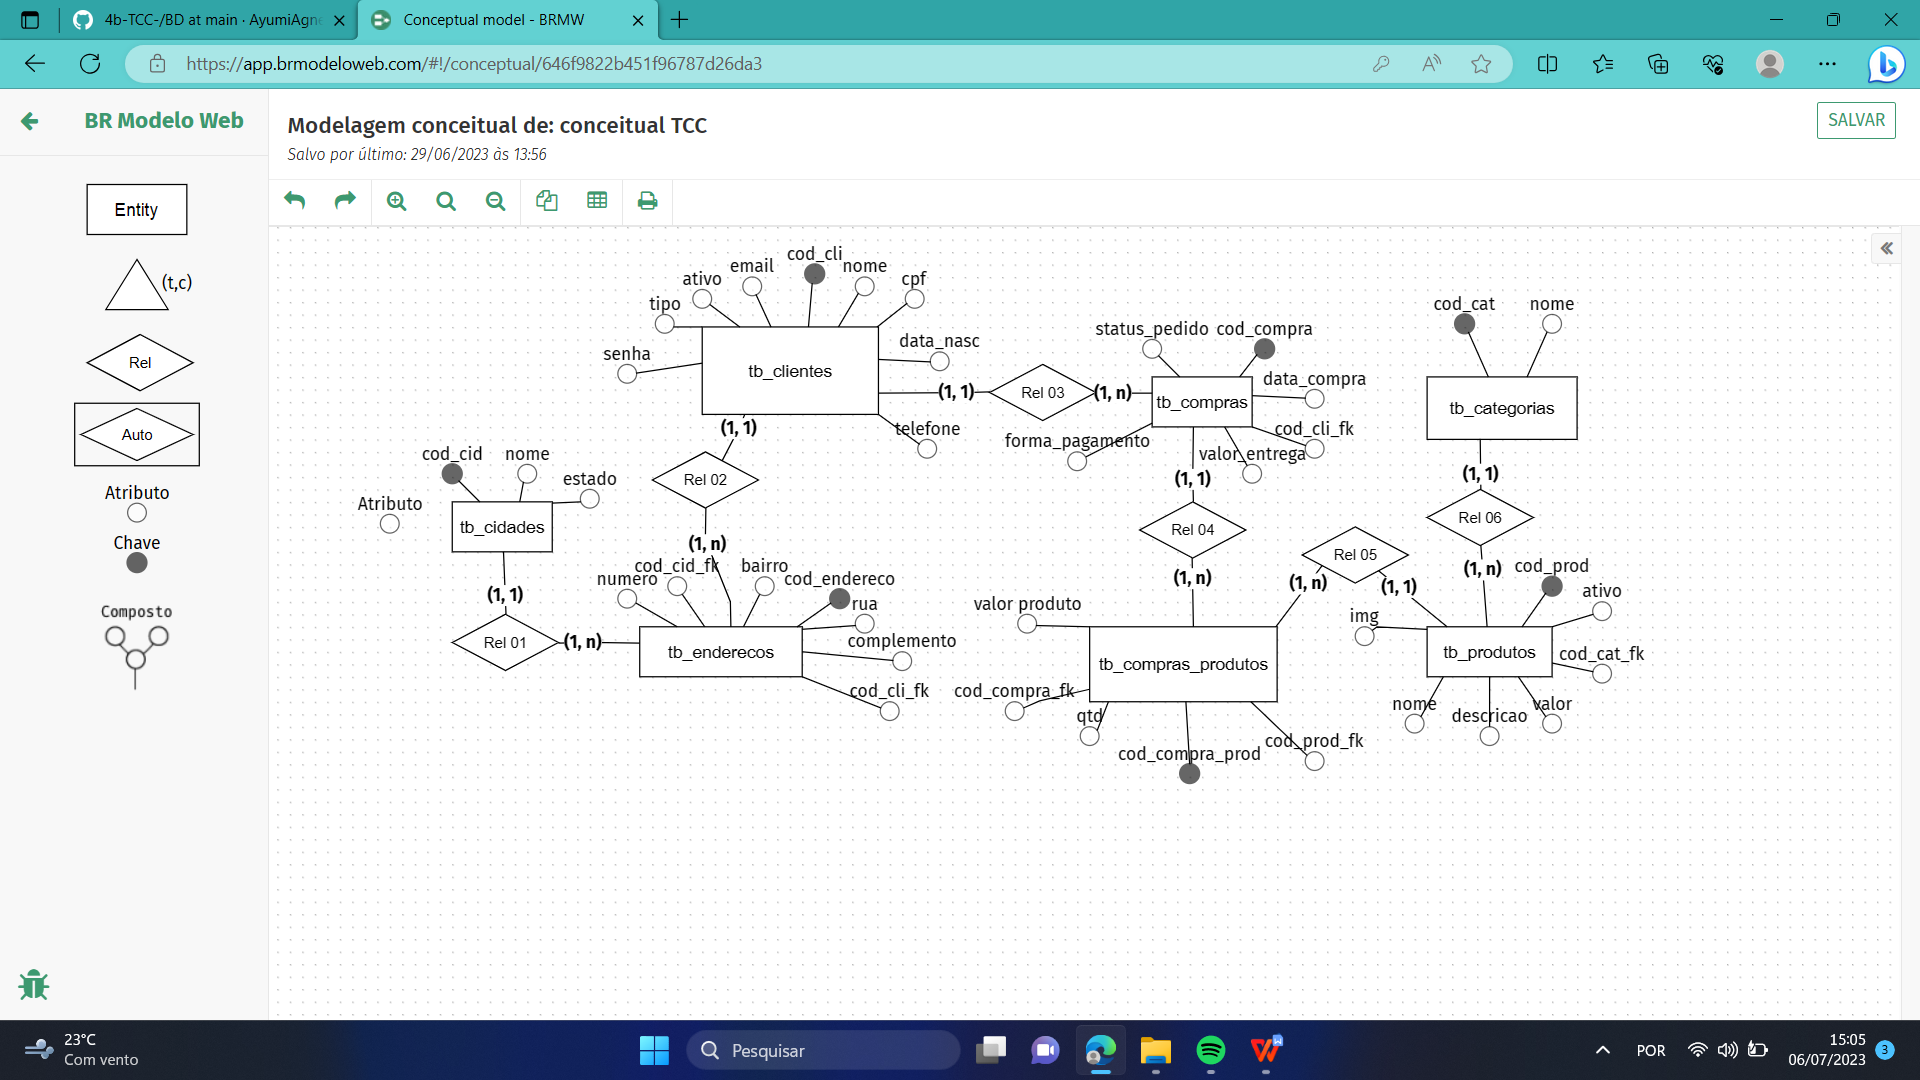 4b-TCC-/BD at main · AyumiAgne
Conceptual model - BRMW
https://app.brmodeloweb.com/#!/conceptual/646f9822b451f96787d26da3
BR Modelo Web
Modelagem conceitual de: conceitual TCC
Salvo por último: 29/06/2023 às 13:56
SALVAR
Entity
(t,c)
Rel
Auto
Atributo
Chave
Composto
cod_cli
email
nome
ativo
cpf
tipo
senha
data_nasc
tb_clientes
telefone
(1, 1)
Rel 03
(1, n)
status_pedido
cod_compra
data_compra
tb_compras
cod_cli_fk
forma_pagamento
valor_entrega
cod_cat
nome
tb_categorias
(1, 1)
Rel 02
(1, n)
cod_cid
nome
estado
Atributo
tb_cidades
(1, 1)
Rel 01
(1, n)
cod_cid_fk
bairro
numero
cod_endereco
rua
complemento
tb_enderecos
cod_cli_fk
(1, 1)
Rel 04
(1, n)
Rel 05
(1, n)
(1, 1)
(1, 1)
Rel 06
(1, n)
valor produto
tb_compras_produtos
cod_compra_fk
qtd
cod_compra_prod
cod_prod_fk
cod_prod
ativo
img
tb_produtos
cod_cat_fk
nome
descricao
valor
23°C
Com vento
Pesquisar
POR
15:05
06/07/2023
3